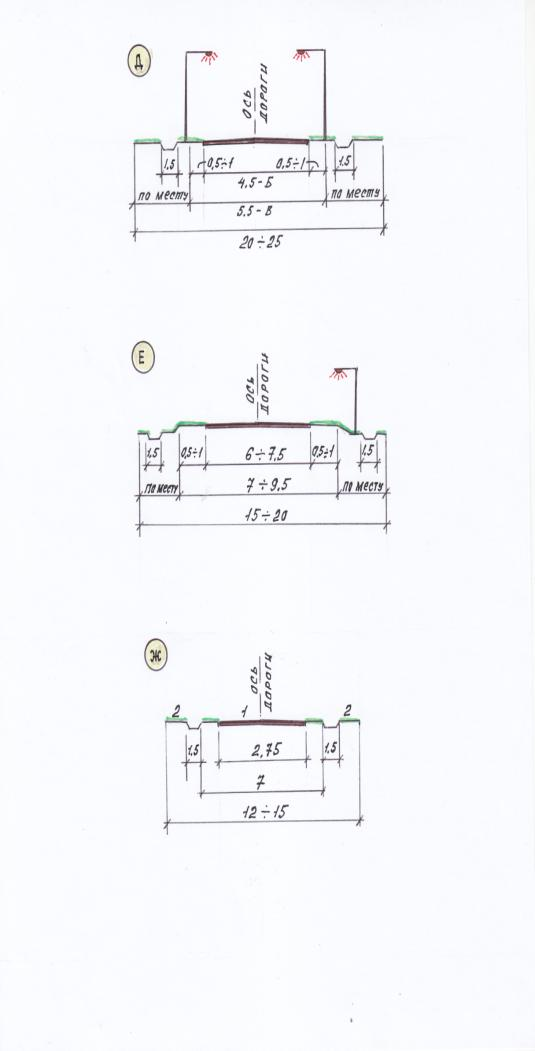 Д
ОСЬ
ДОРОГИ
1,5
0,5÷1
0,5÷1
1,5
4,5-Б
по месту
по месту
5,5-В
20÷25
Е
ОСЬ
ДОРОГИ
1,5
0,5÷1
6÷7,5
0,5÷1
1,5
по месту
7÷9,5
по месту
15÷20
Ж
ОСЬ
ДОРОГИ
2
1
2
1,5
2,75
1,5
7
12÷15